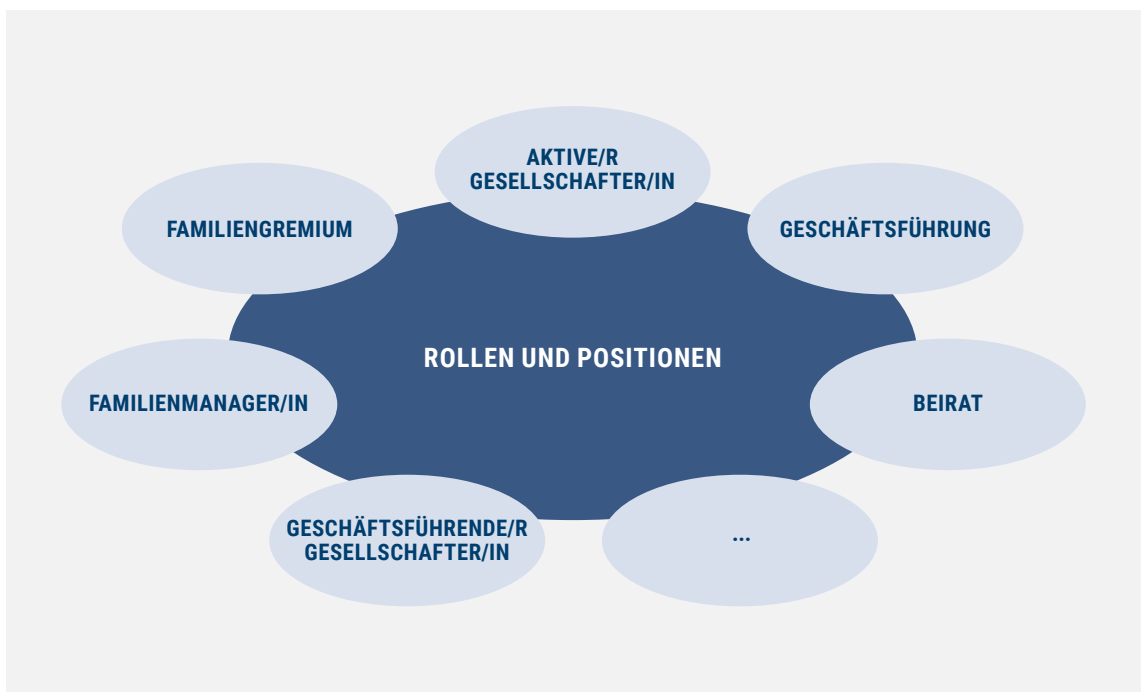 AKTIVE/R
GESELLSCHAFTER/IN
FAMILIENGREMIUM
GESCHÄFTSFÜHRUNG
ROLLEN UND POSITIONEN
FAMILIENMANAGER/IN
BEIRAT
GESCHÄFTSFÜHRENDE/R
GESELLSCHAFTER/IN
...